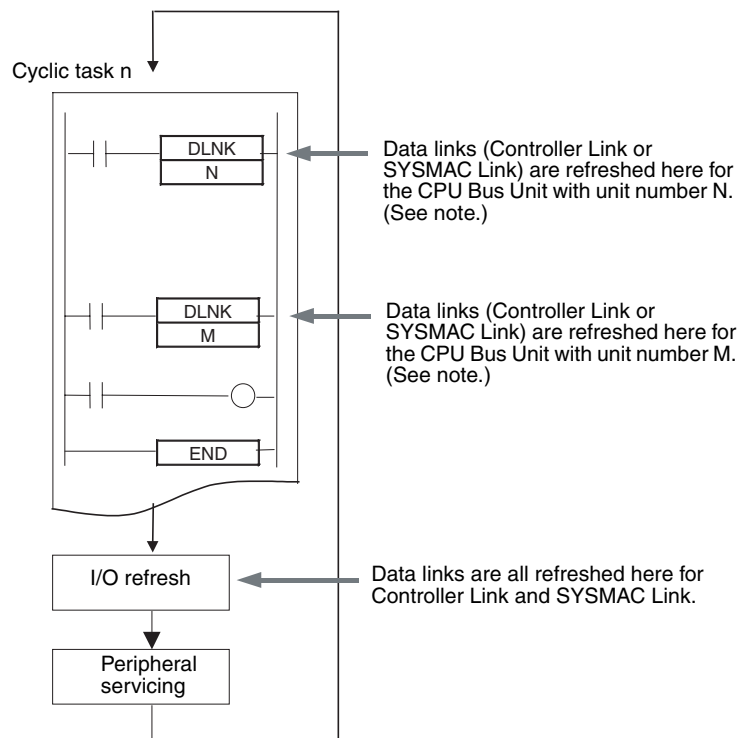 Cyclic task n
DLNK
N
Data links (Controller Link or
SYSMAC Link) are refreshed here for
the CPU Bus Unit with unit number N.
(See note.)
DLNK
M
Data links (Controller Link or
SYSMAC Link) are refreshed here for
the CPU Bus Unit with unit number M.
(See note.)
END
I/O refresh
Data links are all refreshed here for
Controller Link and SYSMAC Link.
Peripheral
servicing